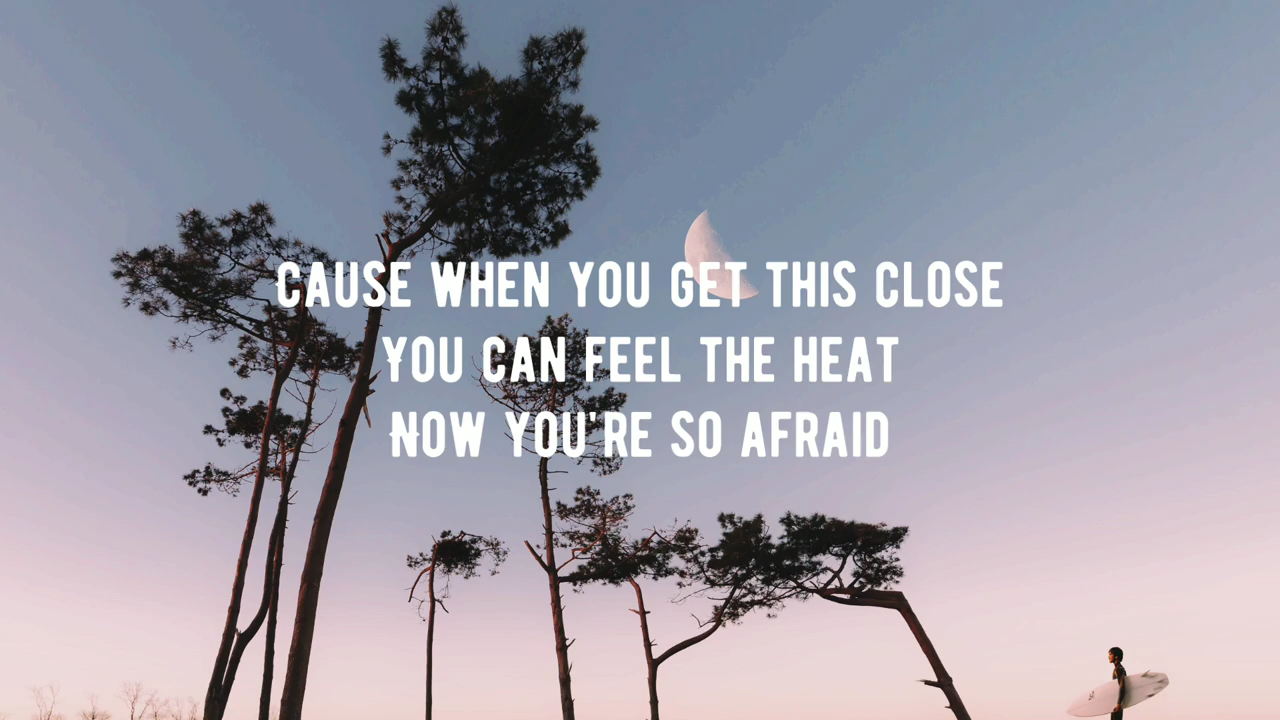 CAUSE WHEN YOU GET THIS CLOSE
YOU CAN FEEL THE HEAT
NOW YOU'RE SO AFRAID